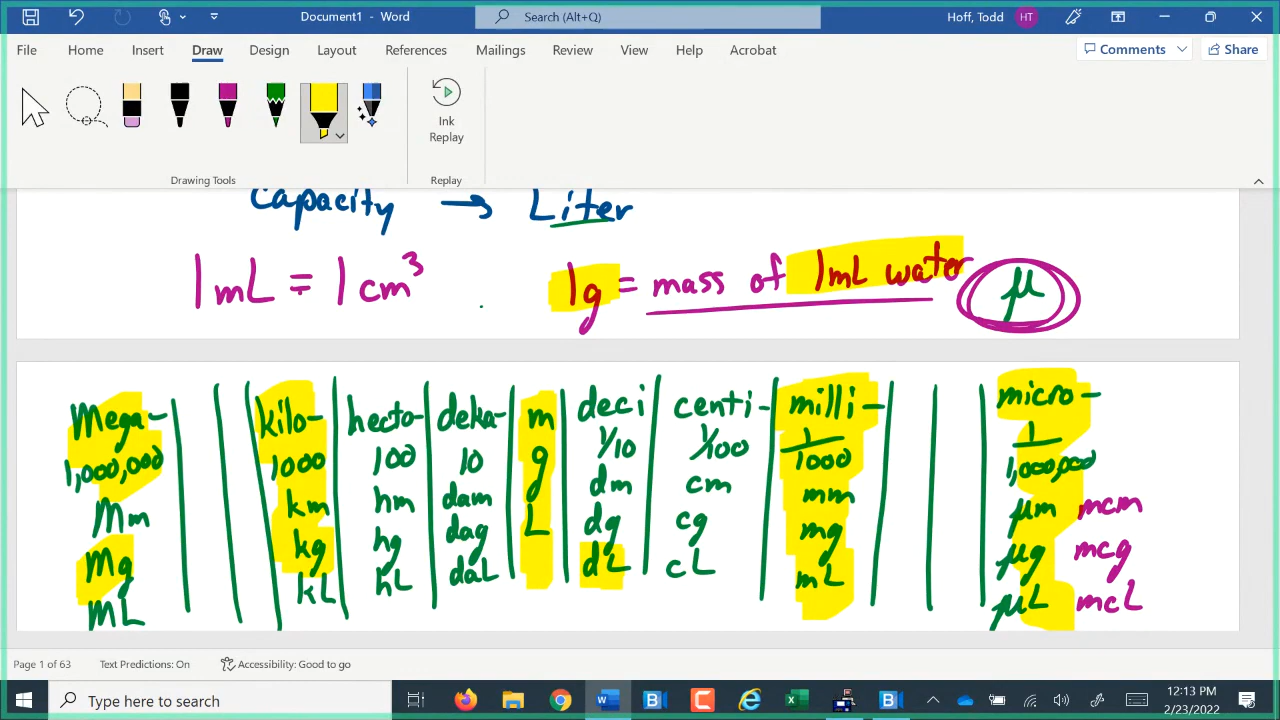 Document1 - Word
Search (Alt+Q)
Hoff, Todd
HT
File Home Insert Draw Design Layout References Mailings Review View Help Acrobat
Comments
Share
Ink
Replay
Drawing Tools
Replay
Capacity → Liter
1 mL = 1 cm³
1g = mass of 1mL water
μ
Mega- kilo- hecto- deka- m deci centi- milli- micro-
1,000,000 1000 100 10 g 1/10 1/100 1/1000 1/1,000,000
Mm km hm dam L dm cm mm μm mcm
Mg kg hg dag dg cg mg μg mcg
ML kL hL daL dL cL mL μL mcL
Page 1 of 63
Text Predictions: On
Accessibility: Good to go
Type here to search
12:13 PM
2/23/2022